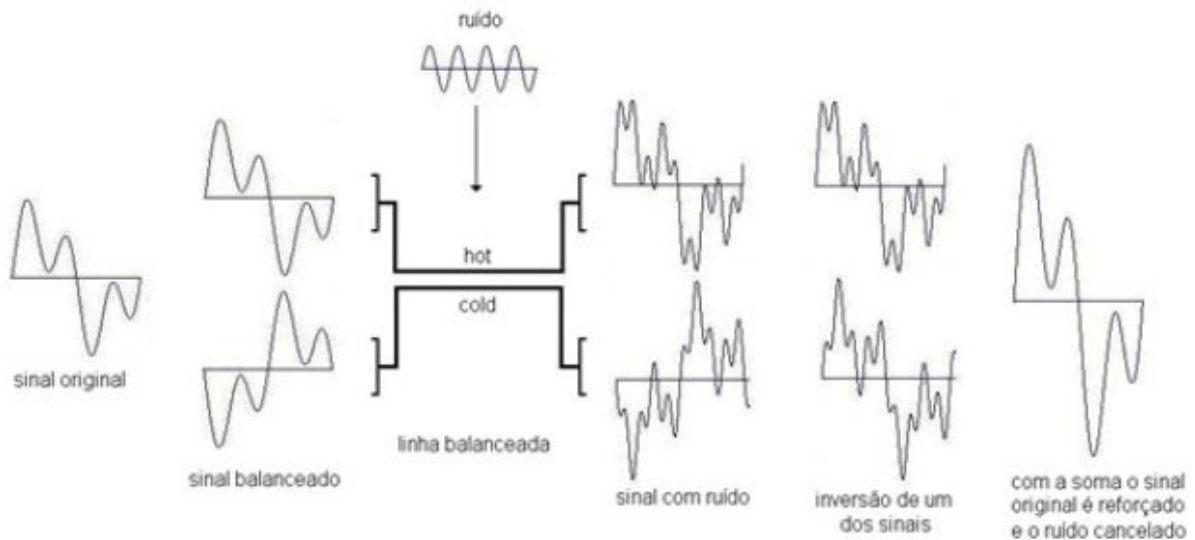 ruído
hot
cold
sinal original
linha balanceada
sinal balanceado
sinal com ruído
inversão de um
dos sinais
com a soma o sinal
original é reforçado
e o ruído cancelado